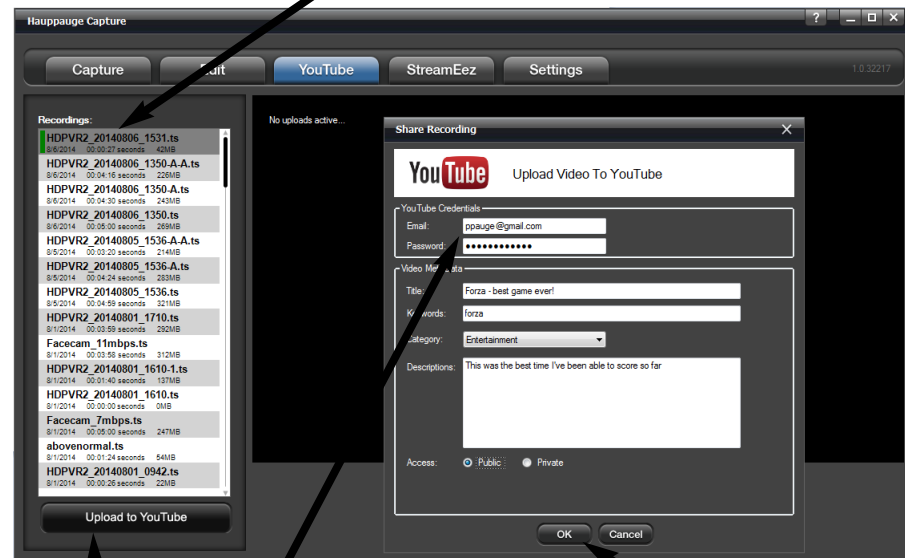 Hauppauge Capture
?
Capture
Edit
YouTube
StreamEez
Settings
1.0.32217
Recordings:
HDPVR2_20140806_1531.ts
8/6/2014 00:00:27 seconds 42MB
HDPVR2_20140806_1350-A-A.ts
8/6/2014 00:04:16 seconds 226MB
HDPVR2_20140806_1350-A.ts
8/6/2014 00:04:30 seconds 243MB
HDPVR2_20140806_1350.ts
8/6/2014 00:05:00 seconds 269MB
HDPVR2_20140805_1536-A-A.ts
8/5/2014 00:03:20 seconds 214MB
HDPVR2_20140805_1536-A.ts
8/5/2014 00:04:24 seconds 283MB
HDPVR2_20140805_1536.ts
8/5/2014 00:04:59 seconds 321MB
HDPVR2_20140801_1710.ts
8/1/2014 00:03:59 seconds 292MB
Facecam_11mbps.ts
8/1/2014 00:03:58 seconds 312MB
HDPVR2_20140801_1610-1.ts
8/1/2014 00:01:40 seconds 137MB
HDPVR2_20140801_1610.ts
8/1/2014 00:00:00 seconds 0MB
Facecam_7mbps.ts
8/1/2014 00:05:00 seconds 247MB
abovenormal.ts
8/1/2014 00:01:24 seconds 54MB
HDPVR2_20140801_0942.ts
8/1/2014 00:00:26 seconds 22MB
Upload to YouTube
No uploads active...
Share Recording
YouTube
Upload Video To YouTube
YouTube Credentials
Email: ppauge@gmail.com
Password:
Video Metadata
Title: Forza - best game ever!
Keywords: forza
Category: Entertainment
Descriptions: This was the best time I've been able to score so far
Access: Public Private
OK
Cancel